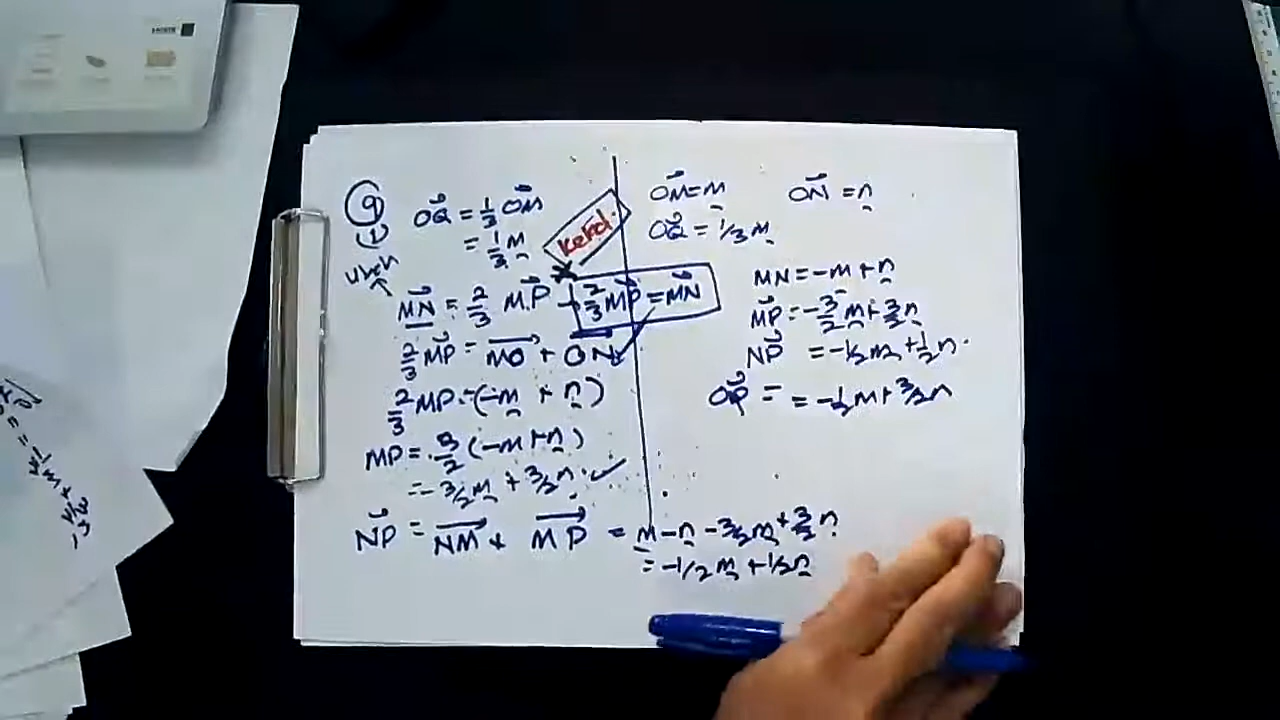 9
OQ = 1/3 OM
= 1/3 m
MN = 2/3 MP
2/3 MP = MN
2/3 MP = MO + ON
2/3 MP = (-m + n)
MP = 3/2 (-m + n)
= -3/2 m + 3/2 n
NP = NM + MP = m - n - 3/2 m + 3/2 n
= -1/2 m + 1/2 n
OM = m ON = n
OQ = 1/3 m
MN = -m + n
MP = -3/2 m + 3/2 n
NP = -1/2 m + 1/2 n.
OP = = -1/2 m + 3/2 n